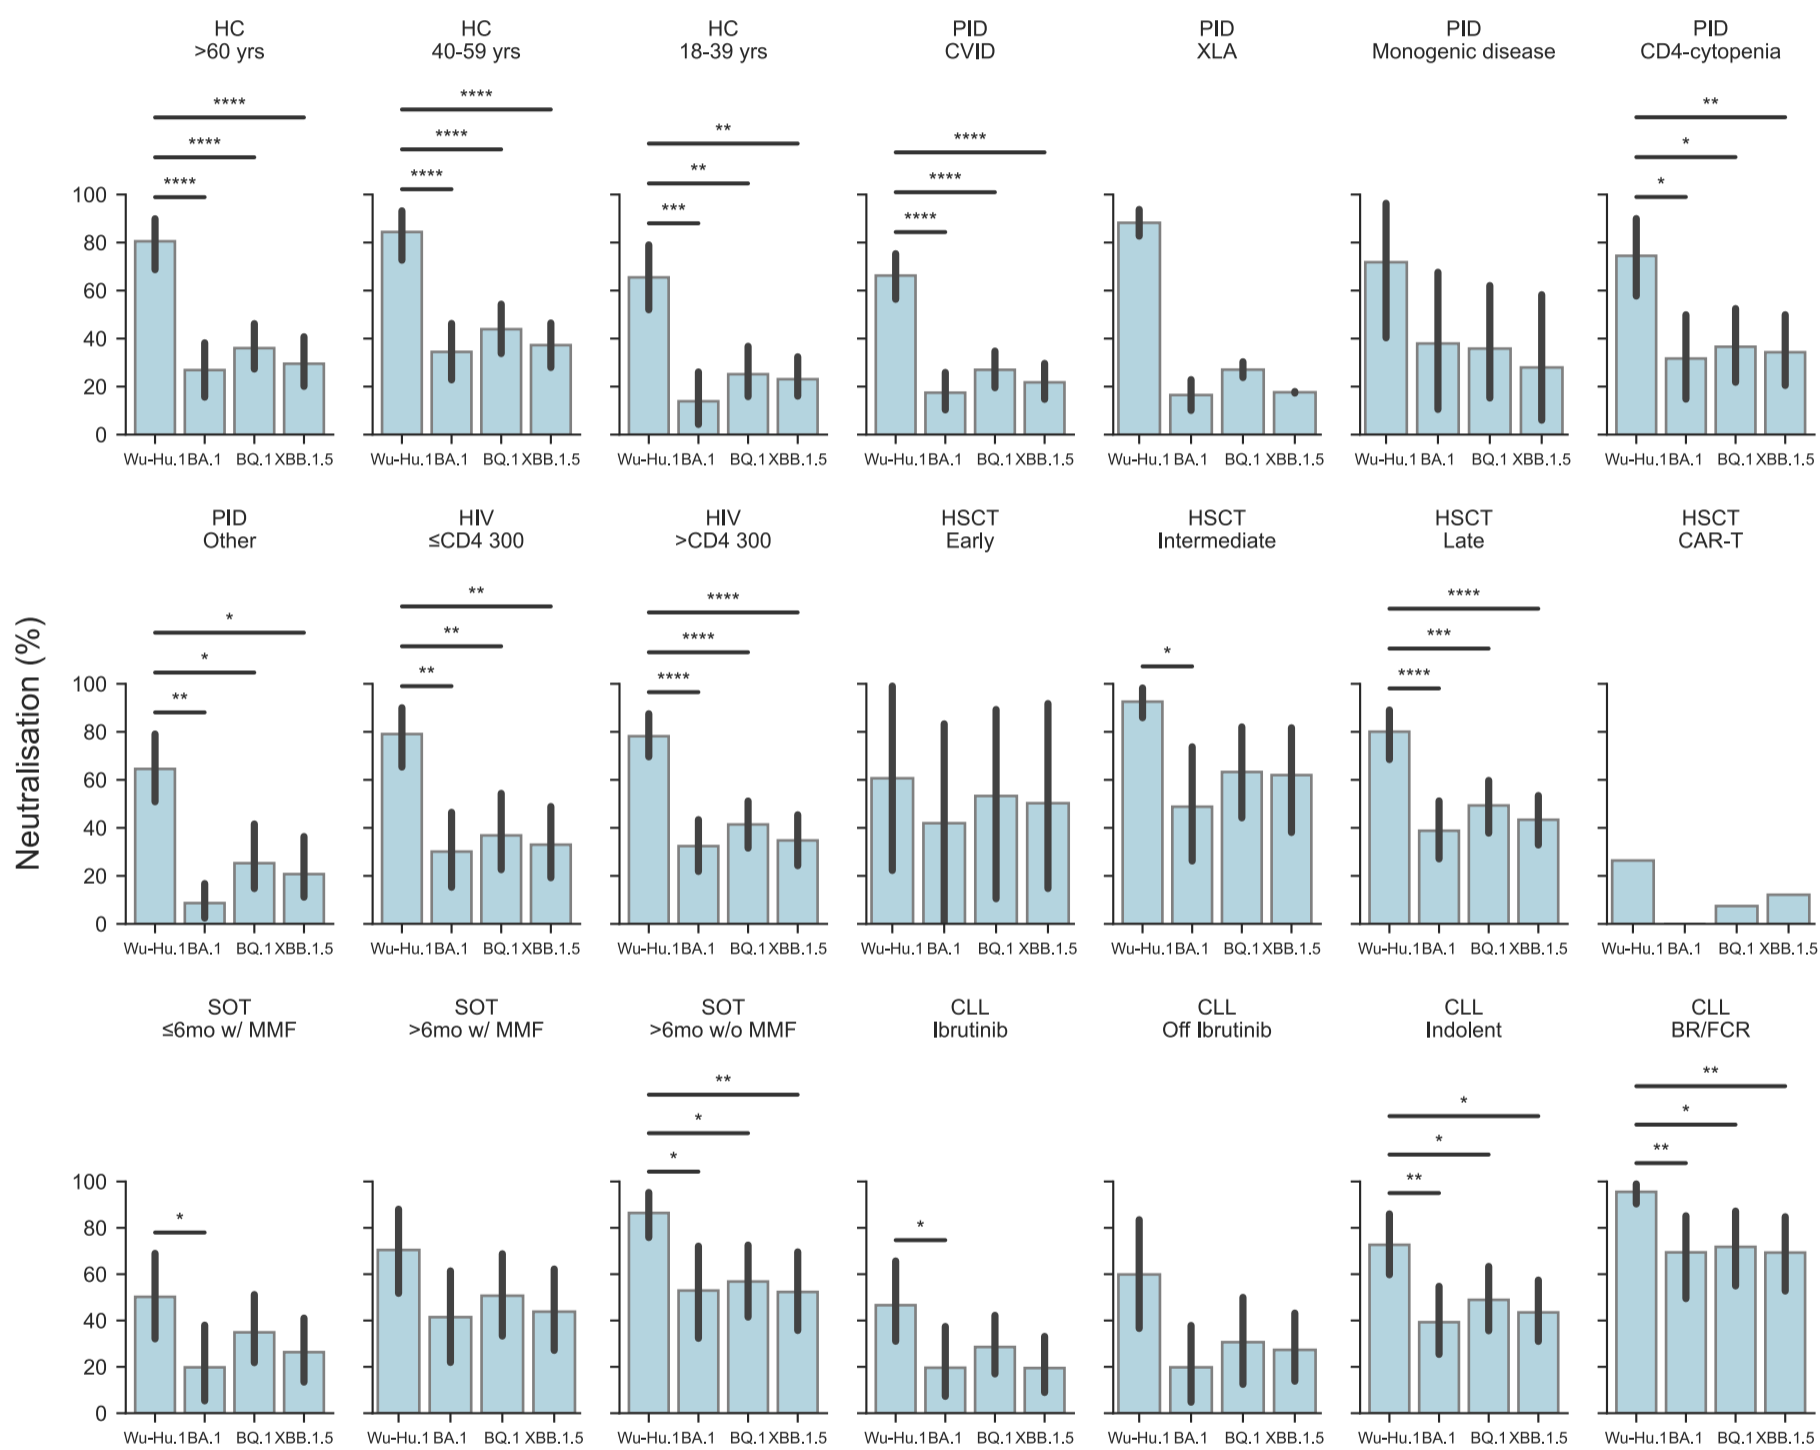 HC
>60 yrs
HC
40-59 yrs
HC
18-39 yrs
PID
CVID
PID
XLA
PID
Monogenic disease
PID
CD4-cytopenia
****
****
****
****
****
****
**
**
***
****
****
****
**
*
*
100
80
60
40
20
0
Wu-Hu.1 BA.1 BQ.1 XBB.1.5
Wu-Hu.1 BA.1 BQ.1 XBB.1.5
Wu-Hu.1 BA.1 BQ.1 XBB.1.5
Wu-Hu.1 BA.1 BQ.1 XBB.1.5
Wu-Hu.1 BA.1 BQ.1 XBB.1.5
Wu-Hu.1 BA.1 BQ.1 XBB.1.5
Wu-Hu.1 BA.1 BQ.1 XBB.1.5
Neutralisation (%)
PID
Other
HIV
≤CD4 300
HIV
>CD4 300
HSCT
Early
HSCT
Intermediate
HSCT
Late
HSCT
CAR-T
*
*
**
**
**
**
****
****
****
*
****
***
****
100
80
60
40
20
0
Wu-Hu.1 BA.1 BQ.1 XBB.1.5
Wu-Hu.1 BA.1 BQ.1 XBB.1.5
Wu-Hu.1 BA.1 BQ.1 XBB.1.5
Wu-Hu.1 BA.1 BQ.1 XBB.1.5
Wu-Hu.1 BA.1 BQ.1 XBB.1.5
Wu-Hu.1 BA.1 BQ.1 XBB.1.5
Wu-Hu.1 BA.1 BQ.1 XBB.1.5
SOT
≤6mo w/ MMF
SOT
>6mo w/ MMF
SOT
>6mo w/o MMF
CLL
Ibrutinib
CLL
Off Ibrutinib
CLL
Indolent
CLL
BR/FCR
*
**
*
*
*
*
*
**
**
*
**
100
80
60
40
20
0
Wu-Hu.1 BA.1 BQ.1 XBB.1.5
Wu-Hu.1 BA.1 BQ.1 XBB.1.5
Wu-Hu.1 BA.1 BQ.1 XBB.1.5
Wu-Hu.1 BA.1 BQ.1 XBB.1.5
Wu-Hu.1 BA.1 BQ.1 XBB.1.5
Wu-Hu.1 BA.1 BQ.1 XBB.1.5
Wu-Hu.1 BA.1 BQ.1 XBB.1.5